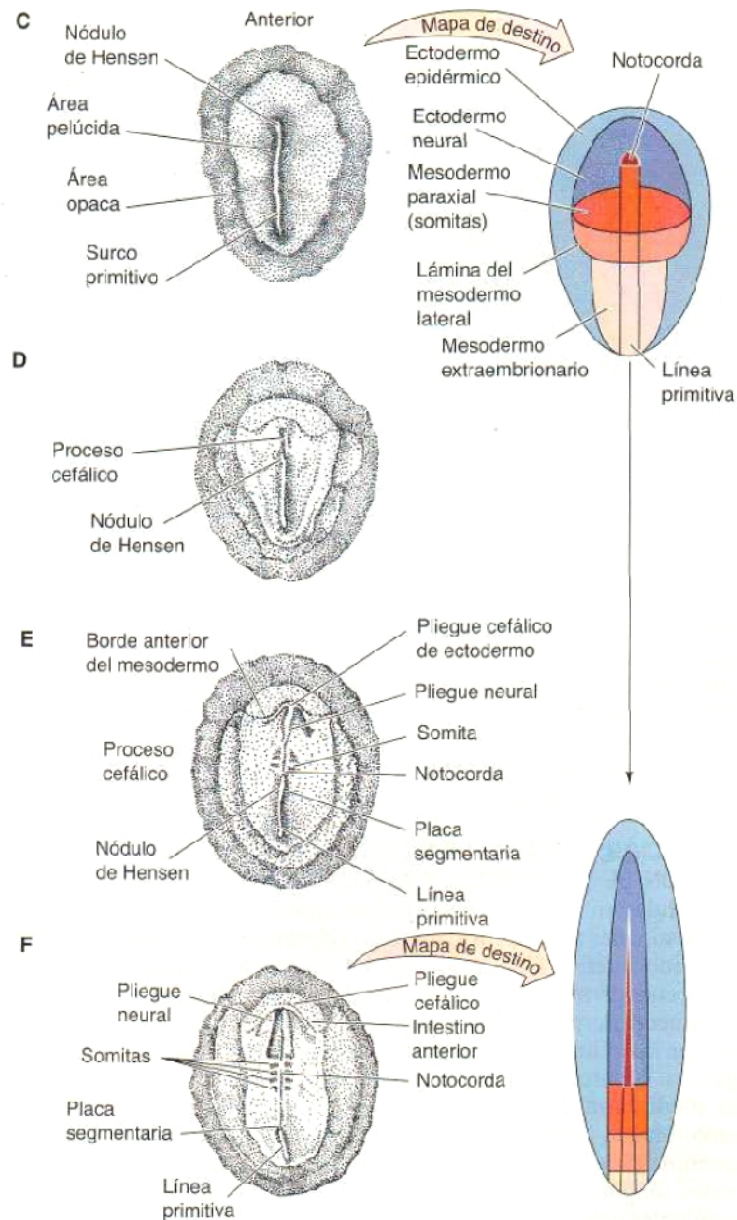 C
Anterior
Nódulo
de Hensen
Área
pelúcida
Área
opaca
Surco
primitivo
Mapa de destino
Ectodermo
epidérmico
Notocorda
Ectodermo
neural
Mesodermo
paraxial
(somitas)
Lámina del
mesodermo
lateral
Mesodermo
extraembrionario
Línea
primitiva
D
Proceso
cefálico
Nódulo
de Hensen
E
Borde anterior
del mesodermo
Proceso
cefálico
Nódulo
de Hensen
Pliegue cefálico
de ectodermo
Pliegue neural
Somita
Notocorda
Placa
segmentaria
Línea
primitiva
F
Mapa de destino
Pliegue
neural
Somitas
Placa
segmentaria
Línea
primitiva
Pliegue
cefálico
Intestino
anterior
Notocorda